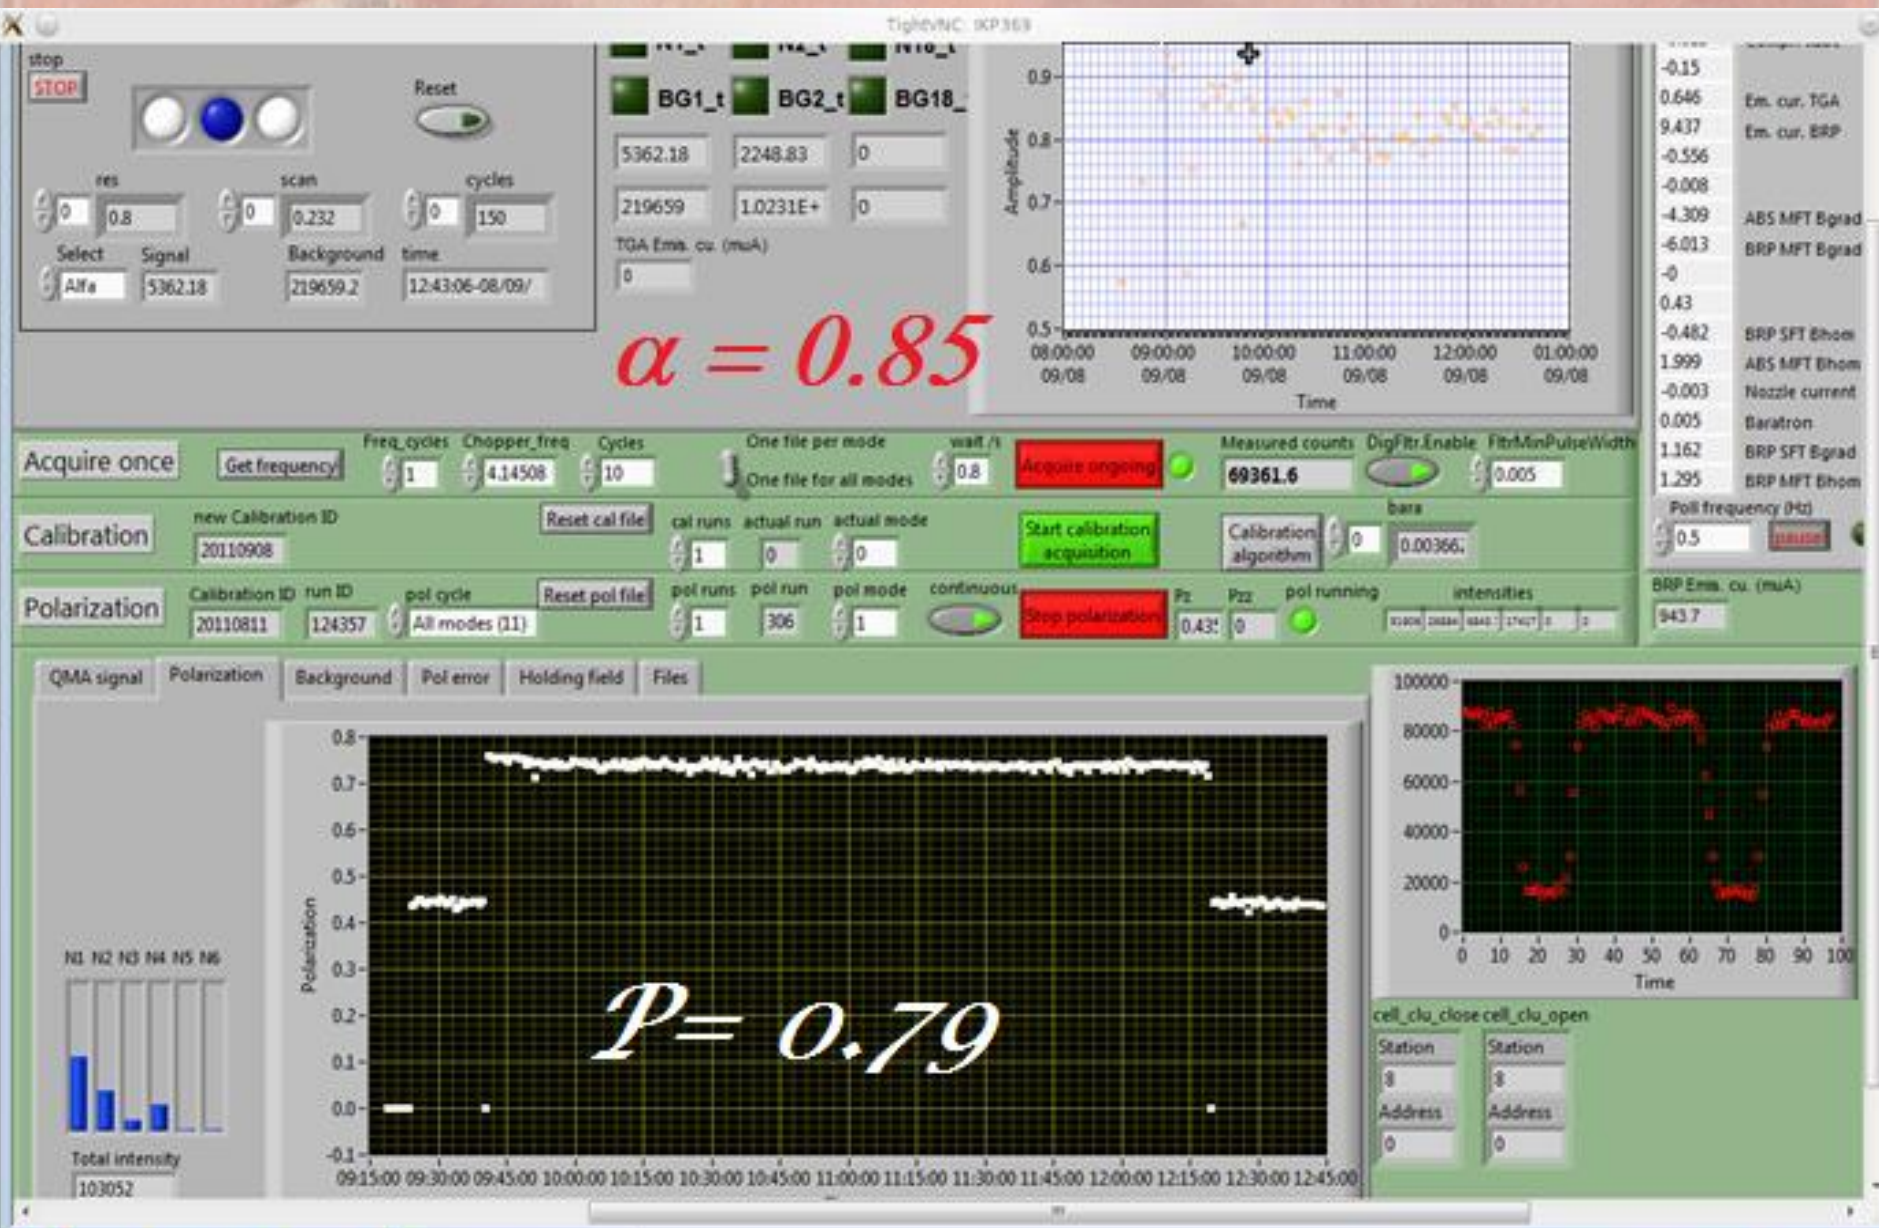 TightVNC: IKP369
stop
STOP
Reset
res
scan
cycles
0 0.8
0 0.232
0 150
Select Signal Background time
Alfa 5362.18 219659.2 12:43:06-08/09/
N1_t N2_t N18_t
BG1_t BG2_t BG18_
5362.18 2248.83 0
219659 1.0231E+ 0
TGA Emis. cu. (muA)
0
α = 0.85
Amplitude
0.9
0.8
0.7
0.6
0.5
08:00:00 09:00:00 10:00:00 11:00:00 12:00:00 01:00:00
09/08 09/08 09/08 09/08 09/08 09/08
Time
-0.15
0.646 Em. cur. TGA
9.437 Em. cur. BRP
-0.556
-0.008
-4.309 ABS MFT Bgrad
-6.013 BRP MFT Bgrad
-0
0.43
-0.482 BRP SFT Bhom
1.999 ABS MFT Bhom
-0.003 Nozzle current
0.005 Baratron
1.162 BRP SFT Bgrad
1.295 BRP MFT Bhom
Poll frequency (Hz)
0.5 pause
BRP Emis. cu. (muA)
943.7
Freq_cycles Chopper_freq Cycles One file per mode wait /s Measured counts DigFltr.Enable FltrMinPulseWidth
Acquire once Get frequency 1 4.14508 10 One file for all modes 0.8 Acquire ongoing 69361.6 0.005
new Calibration ID Reset cal file cal runs actual run actual mode bara
Calibration 20110908 1 0 0 Start calibration acquisition Calibration algorithm 0 0.00366
Calibration ID run ID pol cycle Reset pol file pol runs pol run pol mode continuous Pz Pzz pol running intensities
Polarization 20110811 124357 All modes (11) 1 306 1 Stop polarization 0.43 0
QMA signal Polarization Background Pol error Holding field Files
N1 N2 N3 N4 N5 N6
Total intensity
103052
Polarization
0.8
0.7
0.6
0.5
0.4
0.3
0.2
0.1
0.0
-0.1
P= 0.79
09:15:00 09:30:00 09:45:00 10:00:00 10:15:00 10:30:00 10:45:00 11:00:00 11:15:00 11:30:00 11:45:00 12:00:00 12:15:00 12:30:00 12:45:00
100000
80000
60000
40000
20000
0
0 10 20 30 40 50 60 70 80 90 100
Time
cell_clu_close cell_clu_open
Station Station
8 8
Address Address
0 0